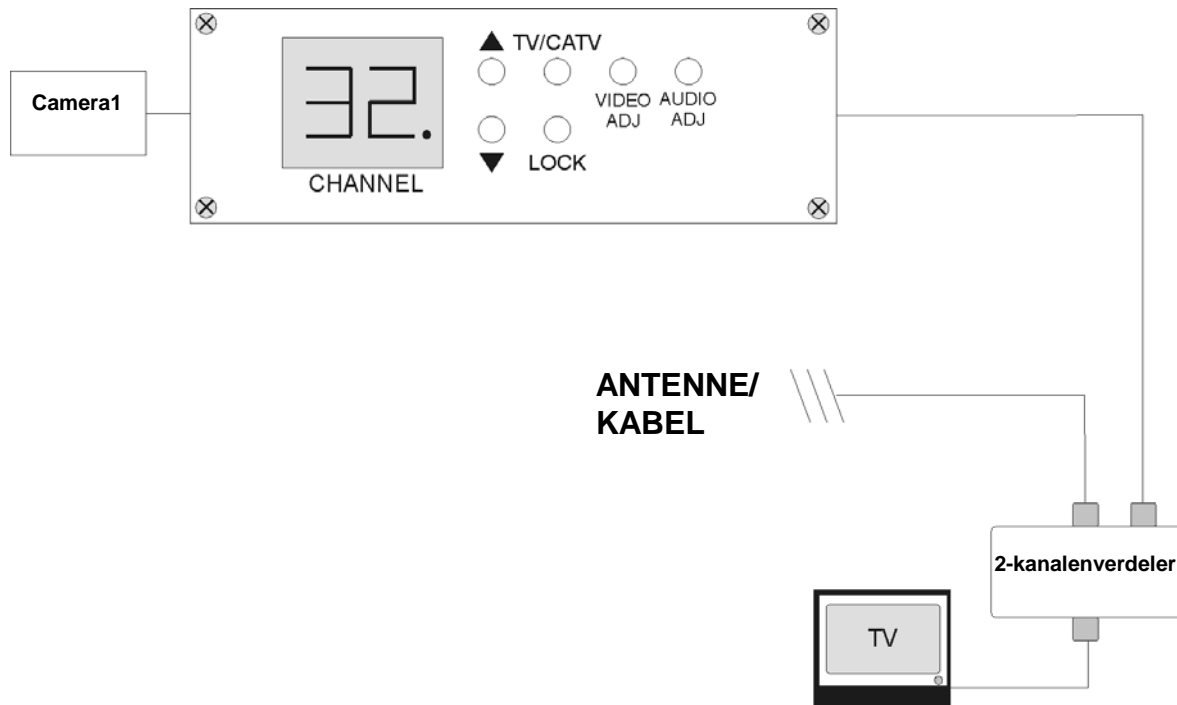 ▲ TV/CATV
Camera1
32.
VIDEO ADJ
AUDIO ADJ
▼ LOCK
CHANNEL
ANTENNE/
KABEL
2-kanalenverdeler
TV